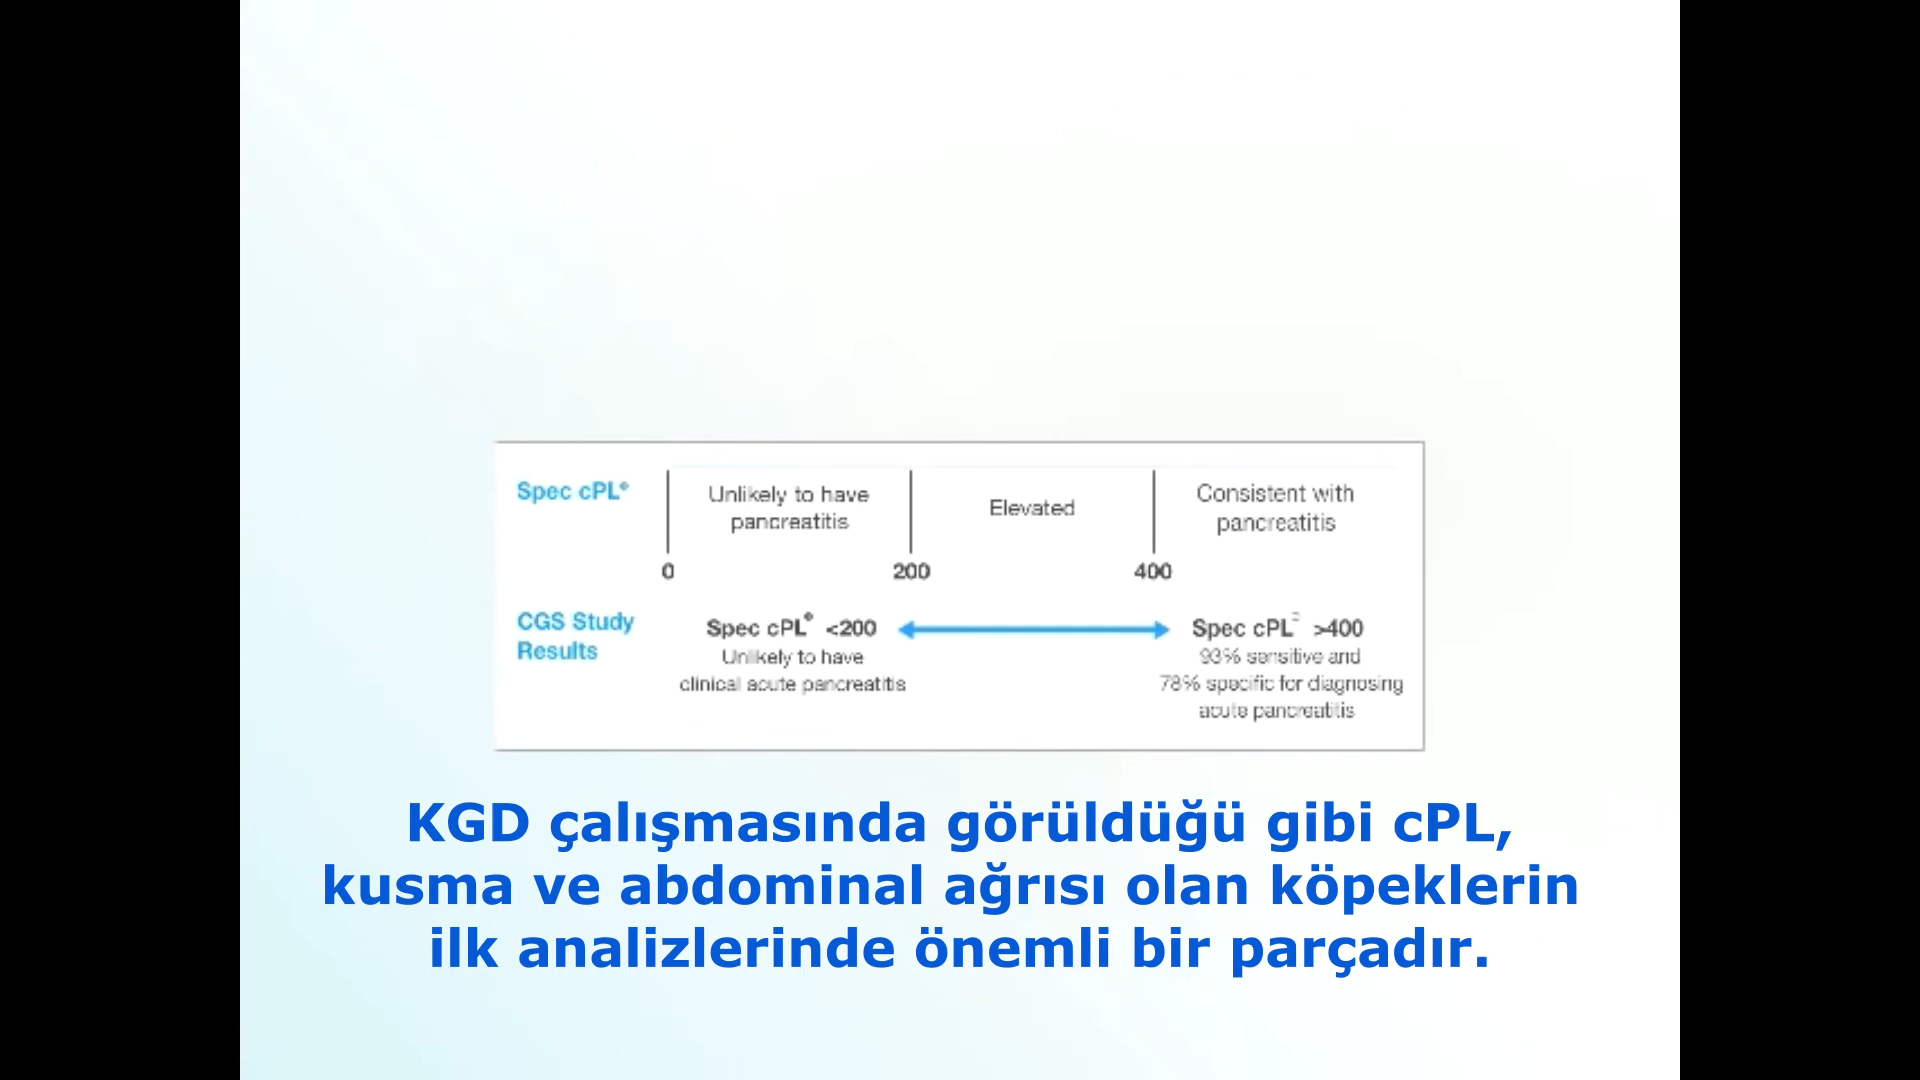 Spec cPL®
Unlikely to have
pancreatitis
Elevated
Consistent with
pancreatitis
0
200
400
CGS Study
Results
Spec cPL® <200
Unlikely to have
clinical acute pancreatitis
Spec cPL >400
93% sensitive and
78% specific for diagnosing
acute pancreatitis
KGD çalışmasında görüldüğü gibi cPL,
kusma ve abdominal ağrısı olan köpeklerin
ilk analizlerinde önemli bir parçadır.